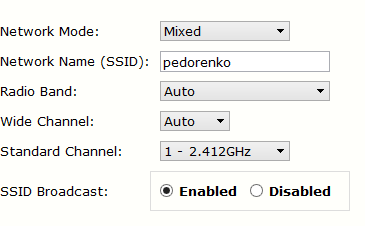 Network Mode: Mixed
Network Name (SSID): pedorenko
Radio Band: Auto
Wide Channel: Auto
Standard Channel: 1 - 2.412GHz
SSID Broadcast: Enabled Disabled